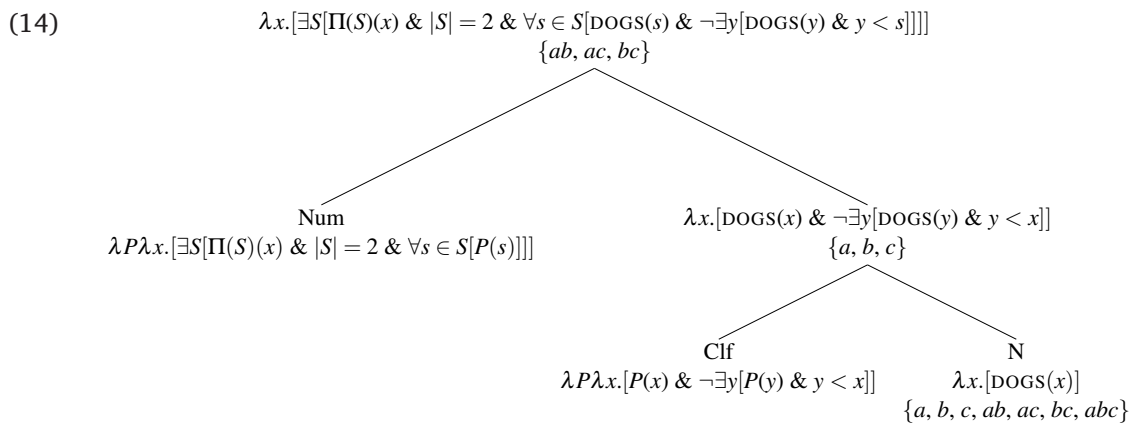 (14)
λx.[∃S[Π(S)(x) & |S| = 2 & ∀s ∈ S[DOGS(s) & ¬∃y[DOGS(y) & y < s]]]]
{ab, ac, bc}
Num
λPλx.[∃S[Π(S)(x) & |S| = 2 & ∀s ∈ S[P(s)]]]
λx.[DOGS(x) & ¬∃y[DOGS(y) & y < x]]
{a, b, c}
Clf
λPλx.[P(x) & ¬∃y[P(y) & y < x]]
N
λx.[DOGS(x)]
{a, b, c, ab, ac, bc, abc}